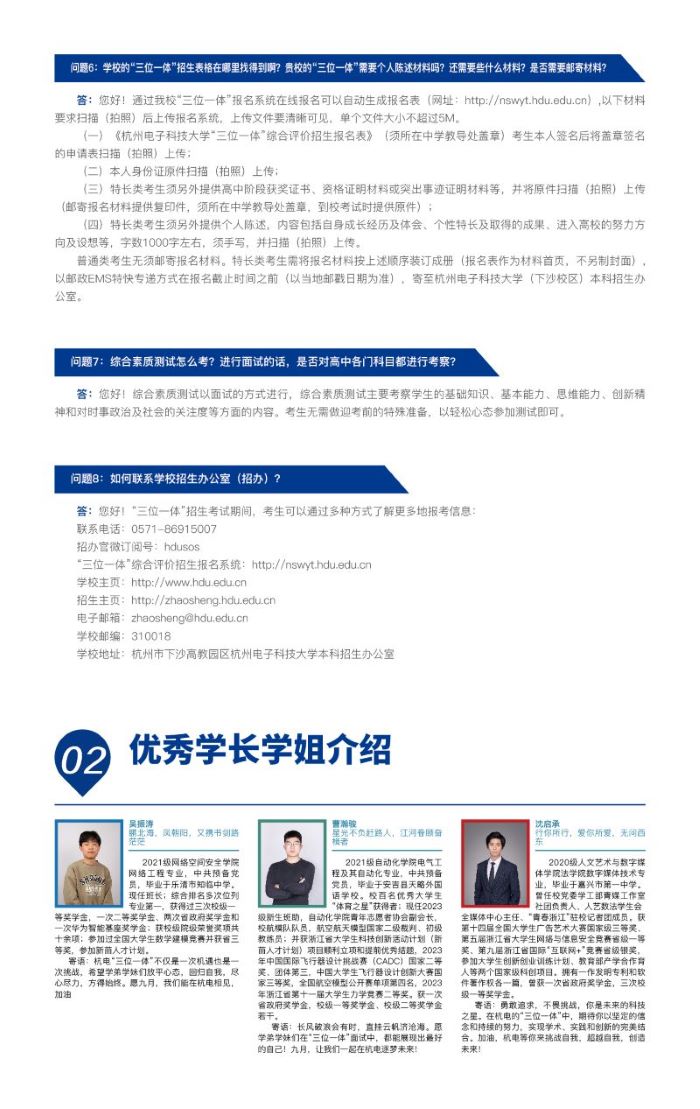 问题6：学校的“三位一体”招生表格在哪里找得到啊？贵校的“三位一体”需要个人陈述材料吗？还需要些什么材料？是否需要邮寄材料？
答：您好！通过我校“三位一体”报名系统在线报名可以自动生成报名表（网址：http://nswyt.hdu.edu.cn）,以下材料
要求扫描（拍照）后上传报名系统，上传文件要清晰可见，单个文件大小不超过5M。
（一）《杭州电子科技大学“三位一体”综合评价招生报名表》（须所在中学教导处盖章）考生本人签名后将盖章签名
的申请表扫描（拍照）上传；
（二）本人身份证原件扫描（拍照）上传；
（三）特长类考生须另外提供高中阶段获奖证书、资格证明材料或突出事迹证明材料等，并将原件扫描（拍照）上传
（邮寄报名材料提供复印件，须所在中学教导处盖章，到校考试时提供原件）；
（四）特长类考生须另外提供个人陈述，内容包括自身成长经历及体会、个性特长及取得的成果、进入高校的努力方
向及设想等，字数1000字左右，须手写，并扫描（拍照）上传。
普通类考生无须邮寄报名材料。特长类考生需将报名材料按上述顺序装订成册（报名表作为材料首页，不另制封面），
以邮政EMS特快专递方式在报名截止时间之前（以当地邮戳日期为准），寄至杭州电子科技大学（下沙校区）本科招生办
公室。
问题7：综合素质测试怎么考？进行面试的话，是否对高中各门科目都进行考察？
答：您好！综合素质测试以面试的方式进行，综合素质测试主要考察学生的基础知识、基本能力、思维能力、创新精
神和对时事政治及社会的关注度等方面的内容。考生无需做迎考前的特殊准备，以轻松心态参加测试即可。
问题8：如何联系学校招生办公室（招办）？
答：您好！“三位一体”招生考试期间，考生可以通过多种方式了解更多地报考信息：
联系电话：0571-86915007
招办官微订阅号：hdusos
“三位一体”综合评价招生报名系统：http://nswyt.hdu.edu.cn
学校主页：http://www.hdu.edu.cn
招生主页：http://zhaosheng.hdu.edu.cn
电子邮箱：zhaosheng@hdu.edu.cn
学校邮编：310018
学校地址：杭州市下沙高教园区杭州电子科技大学本科招生办公室
02 优秀学长学姐介绍
吴振涛
鹏北海，凤朝阳，又携书剑路
茫茫
2021级网络空间安全学院
网络工程专业，中共预备党
员，毕业于乐清市知临中学。
现任班长；综合排名多次位列
专业第一，获得过三次校级一
等奖学金，一次二等奖学金、两次省政府奖学金和
一次华为智能基座奖学金；获校级院级荣誉奖项共
十余项；参加过全国大学生数学建模竞赛并获省三
等奖，参加新苗人才计划。
寄语：杭电“三位一体”不仅是一次机遇也是一
次挑战，希望学弟学妹们放平心态，回归自我，尽
心尽力，方得始终。愿九月，我们能在杭电相见，
加油
曹瀚骏
星光不负赶路人，江河眷顾奋
楫者
2021级自动化学院电气工
程及其自动化专业，中共预备
党员，毕业于安吉县天略外国
语学校。校百名优秀大学生
“体育之星”获得者；现任2023
级新生班助，自动化学院青年志愿者协会副会长、
校航模队队员，航空航天模型国家二级裁判、初级
教练员；并获浙江省大学生科技创新活动计划（新
苗人才计划）项目顺利立项和提前优秀结题，2023
年中国国际飞行器设计挑战赛（CADC）国家二等
奖，团体第三，中国大学生飞行器设计创新大赛国
家三等奖，全国航空模型公开赛单项第四名，2023
年浙江省第十一届大学生力学竞赛二等奖。获一次
省政府奖学金，校级一等奖学金、校级二等奖学金
若干。
寄语：长风破浪会有时，直挂云帆济沧海。愿
学弟学妹们在“三位一体”面试中，都能展现出最好
的自己！九月，让我们一起在杭电逐梦未来！
沈启承
行你所行，爱你所爱，无问西
东
2020级人文艺术与数字媒
体学院法学院数字媒体技术专
业，毕业于嘉兴市第一中学。
曾任校党委学工部青媒工作室
社团负责人、人艺数法学生会
全媒体中心主任、“青春浙江”驻校记者团成员，获
第十四届全国大学生广告艺术大赛国家级三等奖、
第五届浙江省大学生网络与信息安全竞赛省级一等
奖、第九届浙江省国际“互联网+”竞赛省级银奖，
参加大学生创新创业训练计划、教育部产学合作育
人等两个国家级科创项目。拥有一作发明专利和软
件著作权各一篇，曾获一次省政府奖学金，三次校
级一等奖学金。
寄语：勇敢追求，不畏挑战，你是未来的科技
之星。在杭电的“三位一体”中，期待你以坚定的信
念和持续的努力，实现学术、实践和创新的完美结
合。加油，杭电等你来挑战自我，超越自我，创造
未来！